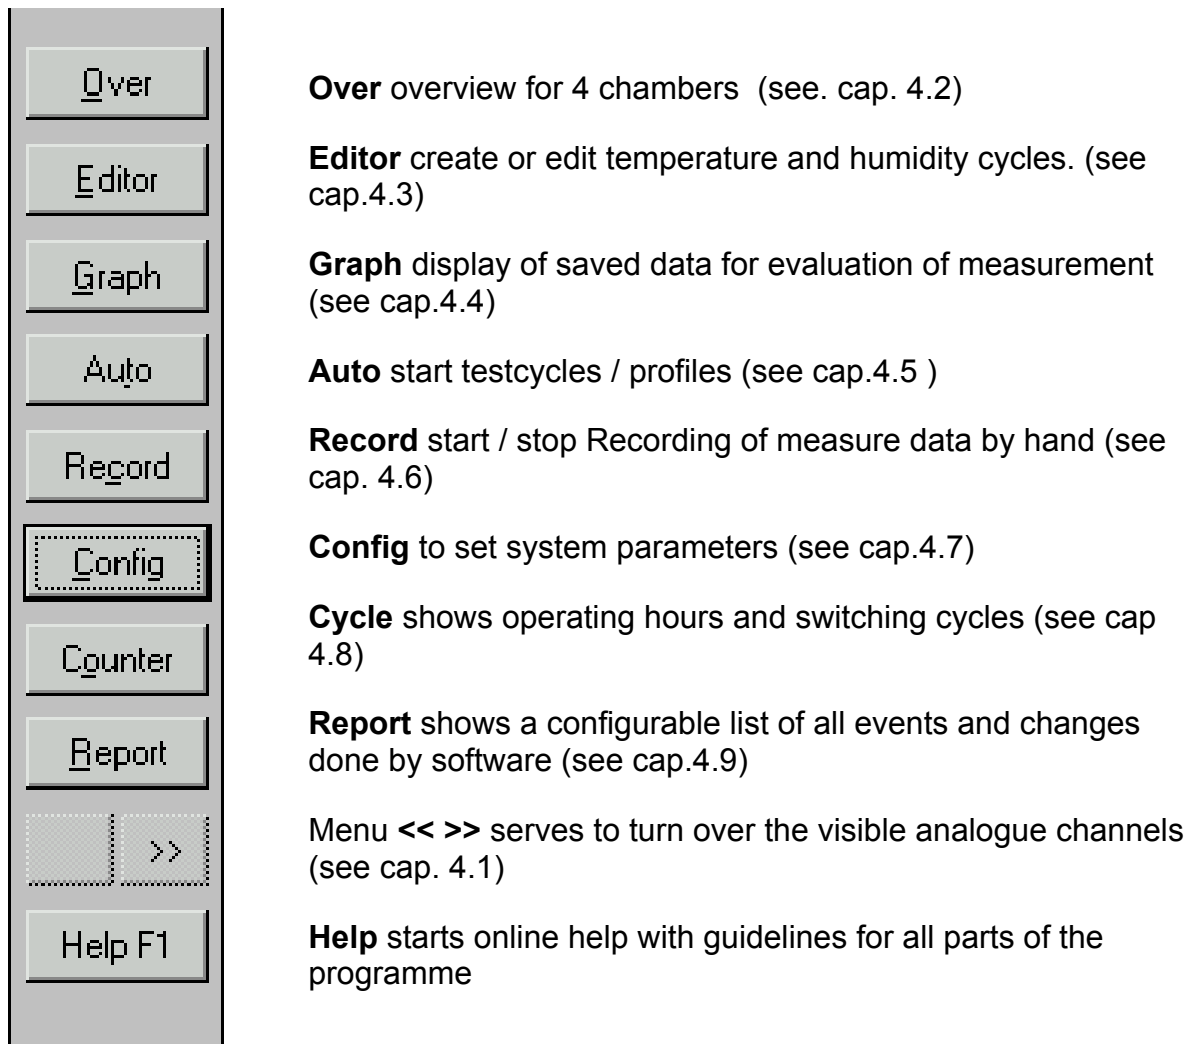 Over
Over overview for 4 chambers  (see. cap. 4.2)
Editor
Editor create or edit temperature and humidity cycles. (see
cap.4.3)
Graph
Graph display of saved data for evaluation of measurement
(see cap.4.4)
Auto
Auto start testcycles / profiles (see cap.4.5 )
Record
Record start / stop Recording of measure data by hand (see
cap. 4.6)
Config
Config to set system parameters (see cap.4.7)
Counter
Cycle shows operating hours and switching cycles (see cap
4.8)
Report
Report shows a configurable list of all events and changes
done by software (see cap.4.9)
>>
Menu << >> serves to turn over the visible analogue channels
(see cap. 4.1)
Help F1
Help starts online help with guidelines for all parts of the
programme